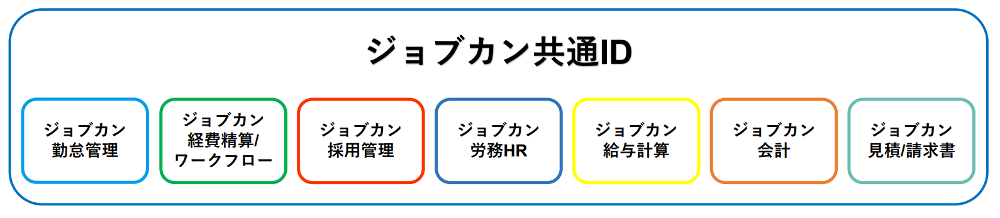 ジョブカン共通ID
ジョブカン
勤怠管理
ジョブカン
経費精算/
ワークフロー
ジョブカン
採用管理
ジョブカン
労務HR
ジョブカン
給与計算
ジョブカン
会計
ジョブカン
見積/請求書